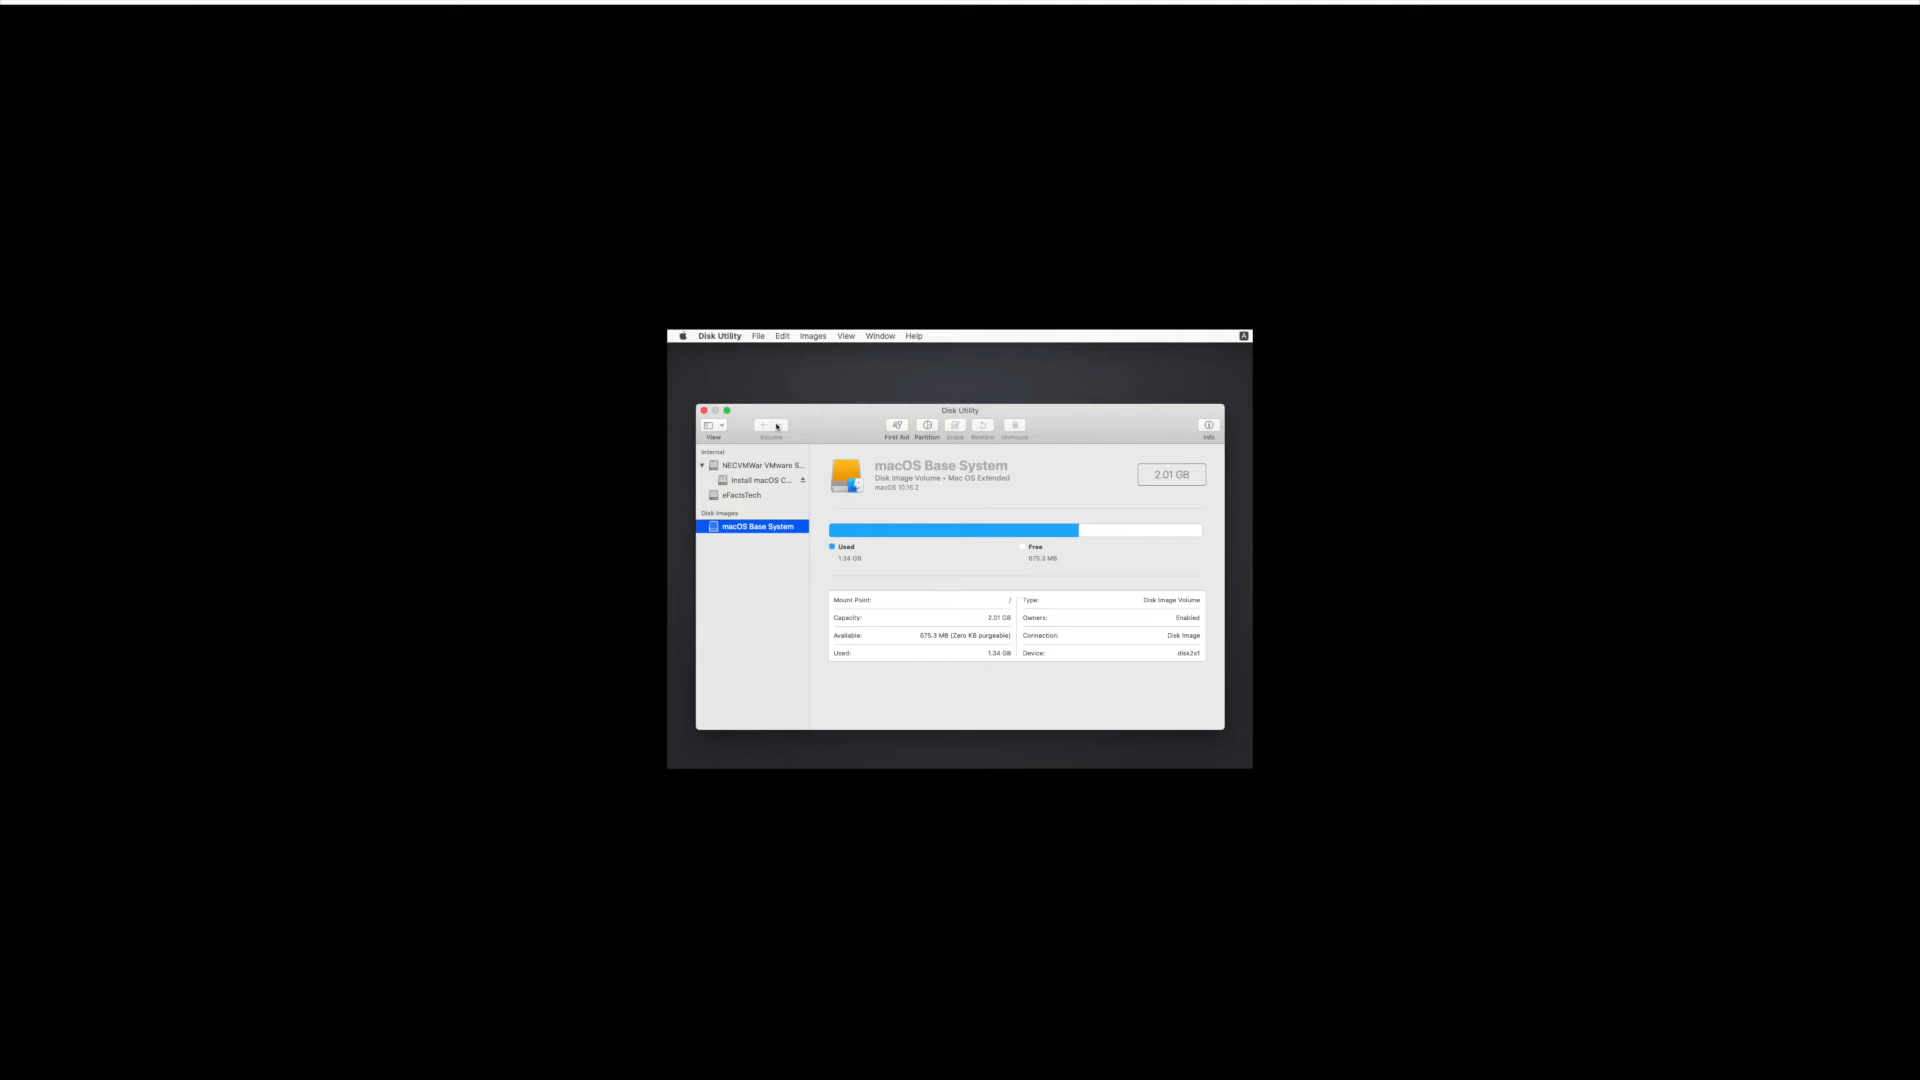 Disk Utility File Edit Images View Window Help A
Disk Utility
View Volume First Aid Partition Erase Restore Unmount Info
Internal
NECVMWar VMware S...
Install macOS C...
eFactsTech
Disk Images
macOS Base System
macOS Base System
Disk Image Volume • Mac OS Extended
macOS 10.15.2
2.01 GB
Used
1.34 GB
Free
675.3 MB
Mount Point: /
Capacity: 2.01 GB
Available: 675.3 MB (Zero KB purgeable)
Used: 1.34 GB
Type: Disk Image Volume
Owners: Enabled
Connection: Disk Image
Device: disk2s1